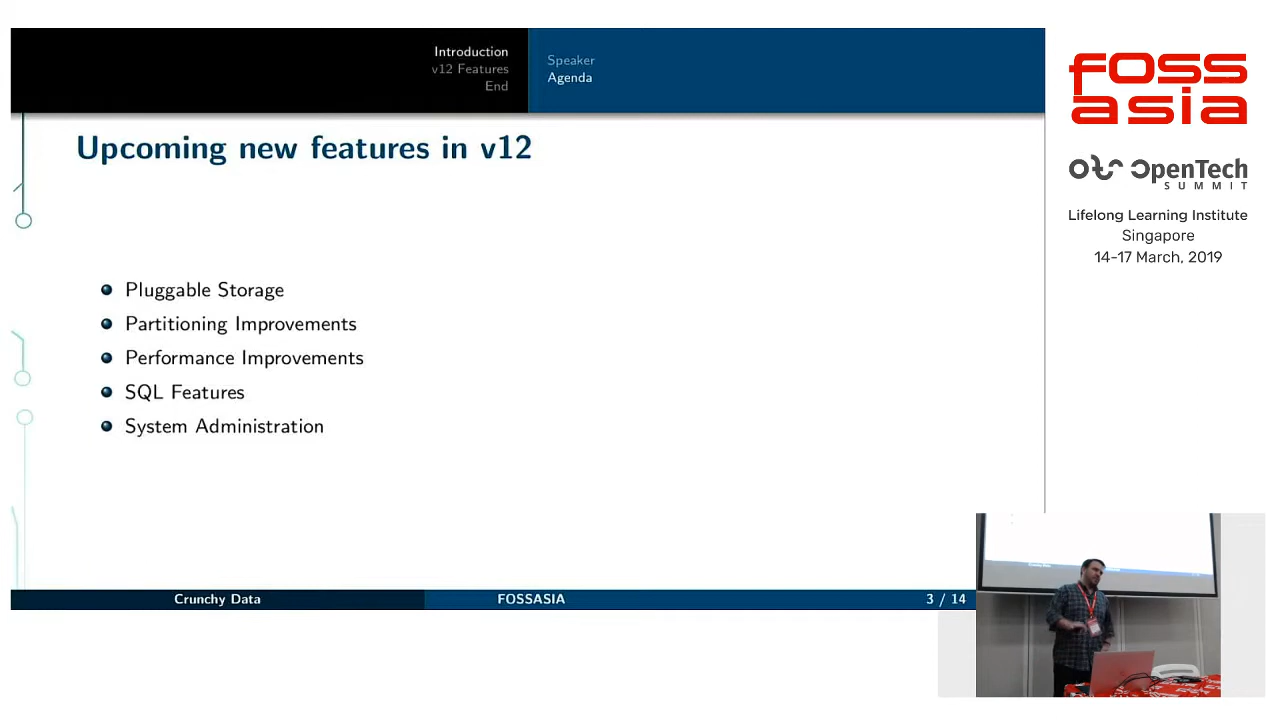 Introduction
v12 Features
End
Speaker
Agenda
Upcoming new features in v12
Pluggable Storage
Partitioning Improvements
Performance Improvements
SQL Features
System Administration
Crunchy Data
FOSSASIA
3 / 14
FOSS
asia
OpenTech
SUMMIT
Lifelong Learning Institute
Singapore
14-17 March, 2019